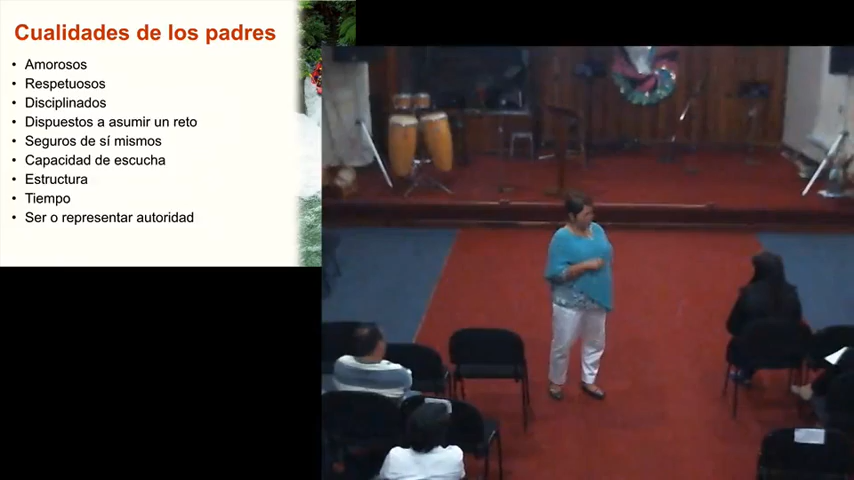 Cualidades de los padres
• Amorosos
• Respetuosos
• Disciplinados
• Dispuestos a asumir un reto
• Seguros de sí mismos
• Capacidad de escucha
• Estructura
• Tiempo
• Ser o representar autoridad